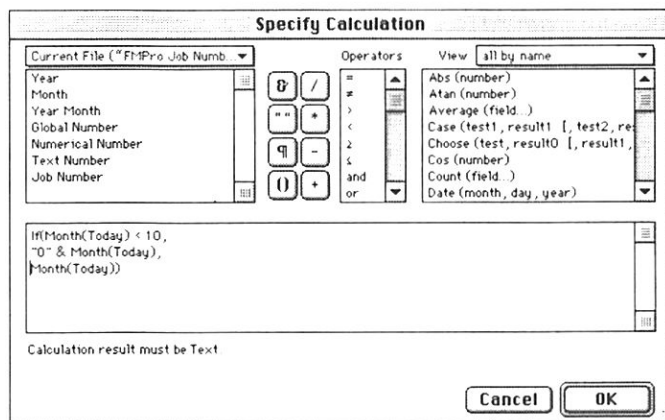 Specify Calculation
Current File ("FMPro Job Numb...
Operators
View all by name
Year
Month
Year Month
Global Number
Numerical Number
Text Number
Job Number
& /
" " *
¶ -
() +
=
≠
>
<
≥
≤
and
or
Abs (number)
Atan (number)
Average (field...)
Case (test1, result1 [, test2, re
Choose (test, result0 [, result1,
Cos (number)
Count (field...)
Date (month, day, year)
If(Month(Today) < 10,
"0" & Month(Today),
Month(Today))
Calculation result must be Text
Cancel OK